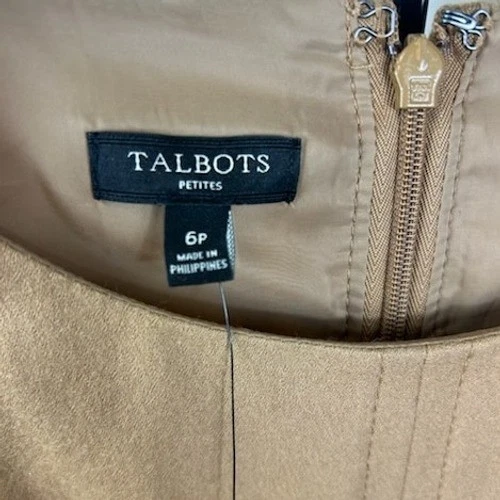 TALBOTS
PETITES
6P
MADE IN
PHILIPPINES